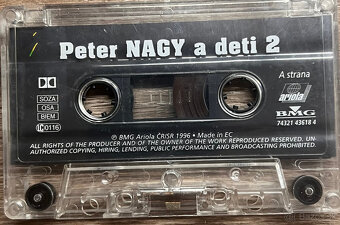 Peter NAGY a deti 2
A strana
SOZA
OSA
BIEM
LC 0116
ariola
BMG
74321 43618 4
℗ BMG Ariola ČR/SR 1996 • Made in EC
ALL RIGHTS OF THE PRODUCER AND OF THE OWNER OF THE WORK REPRODUCED RESERVED. UN-
AUTHORIZED COPYING, HIRING, LENDING, PUBLIC PERFORMANCE AND BROADCASTING PROHIBITED.